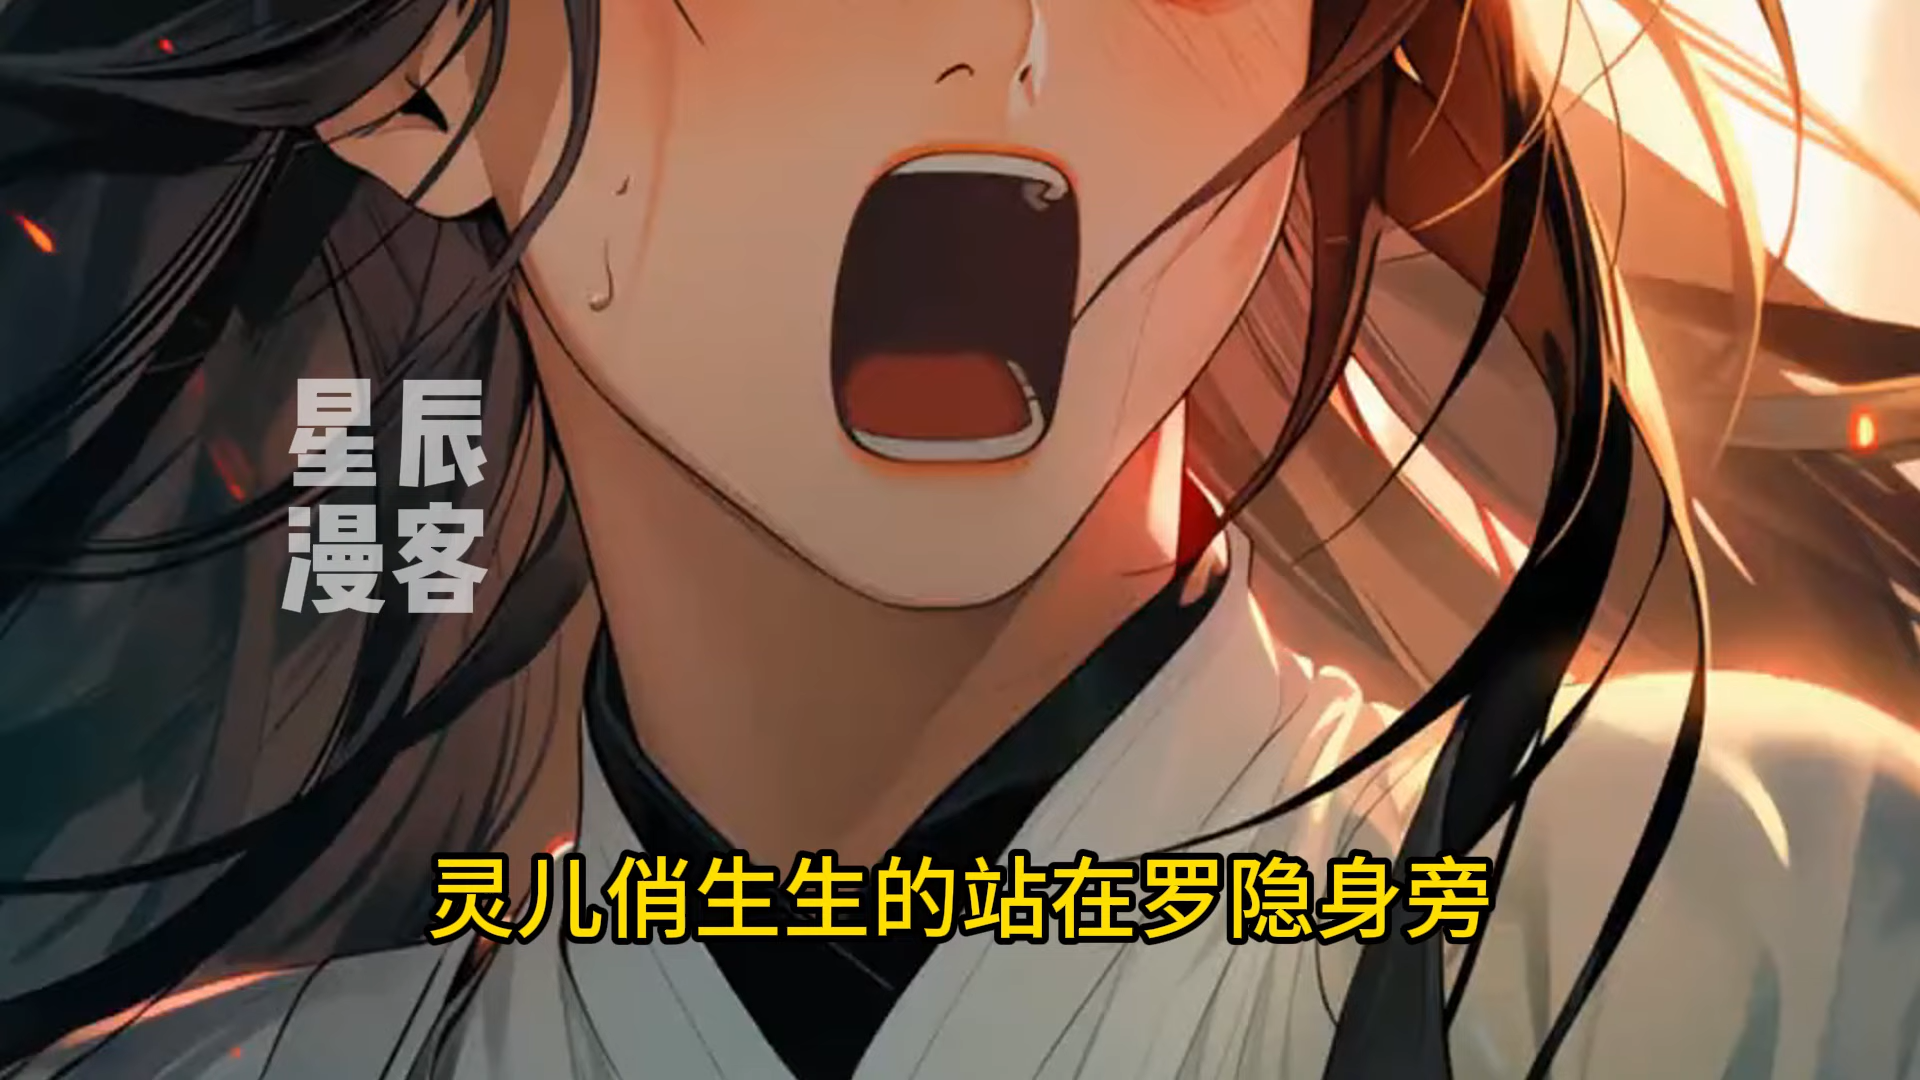 星辰
漫客
灵儿俏生生的站在罗隐身旁